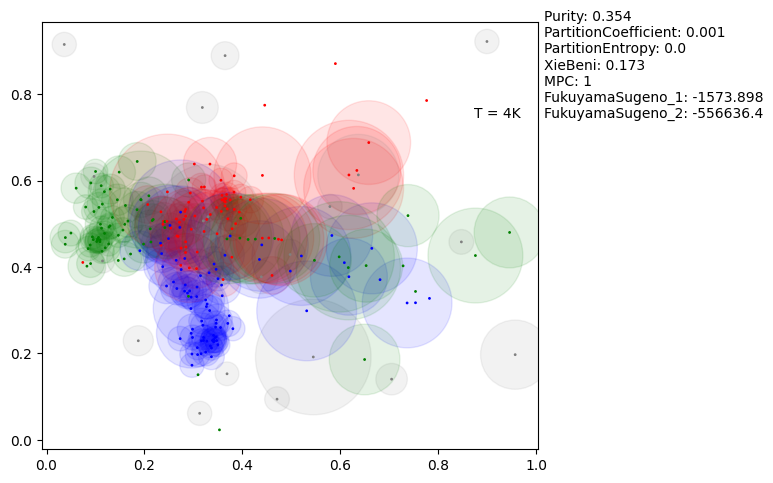 Purity: 0.354
PartitionCoefficient: 0.001
PartitionEntropy: 0.0
XieBeni: 0.173
MPC: 1
FukuyamaSugeno_1: -1573.898
FukuyamaSugeno_2: -556636.4
T = 4K
0.8
0.6
0.4
0.2
0.0
0.0 0.2 0.4 0.6 0.8 1.0